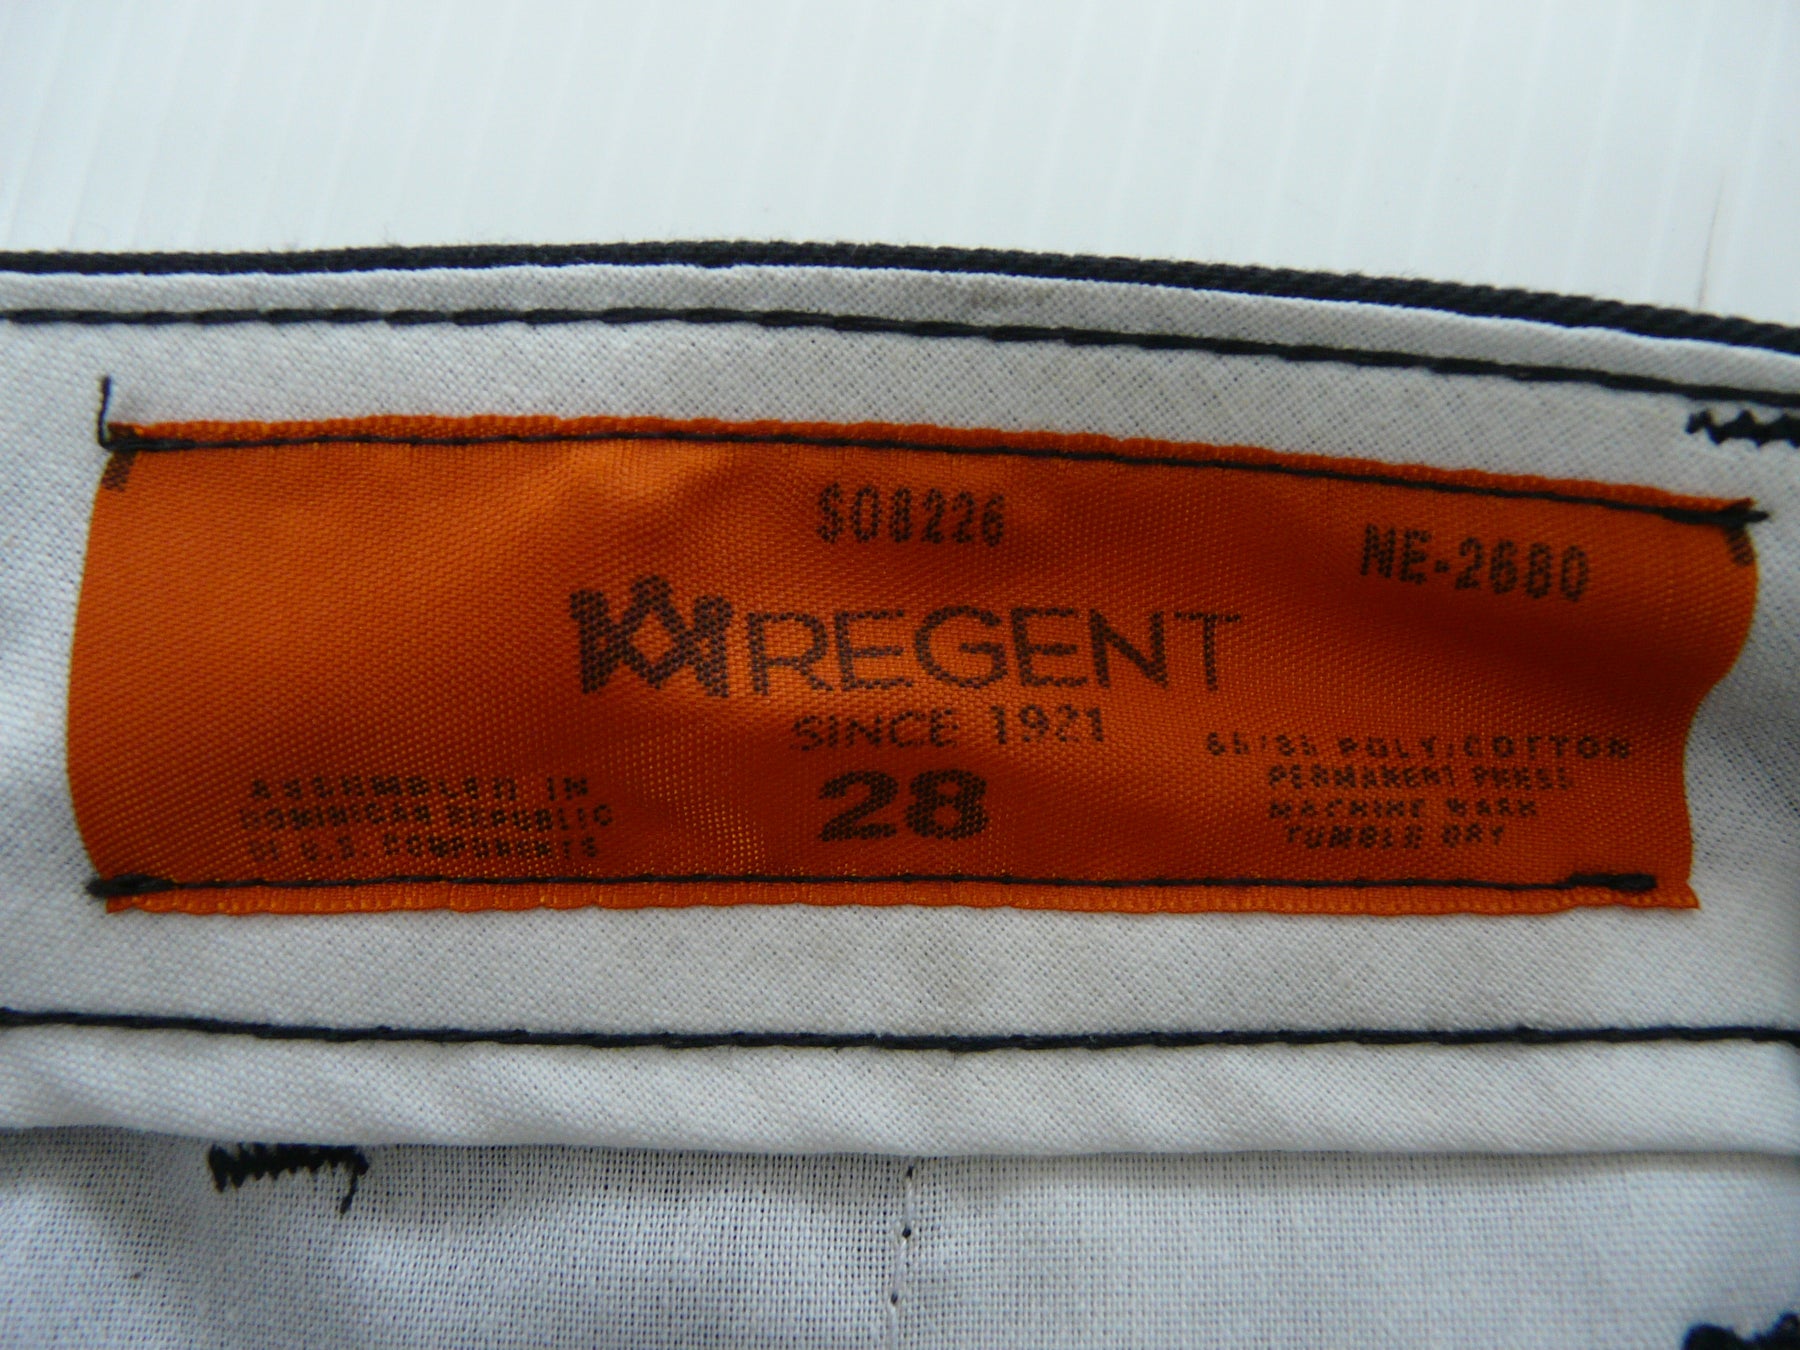 S08226
NE-2680
REGENT
SINCE 1921
28
ASSEMBLED IN
DOMINICAN REPUBLIC
OF U.S. COMPONENTS
65/35 POLY/COTTON
PERMANENT PRESS
MACHINE WASH
TUMBLE DRY